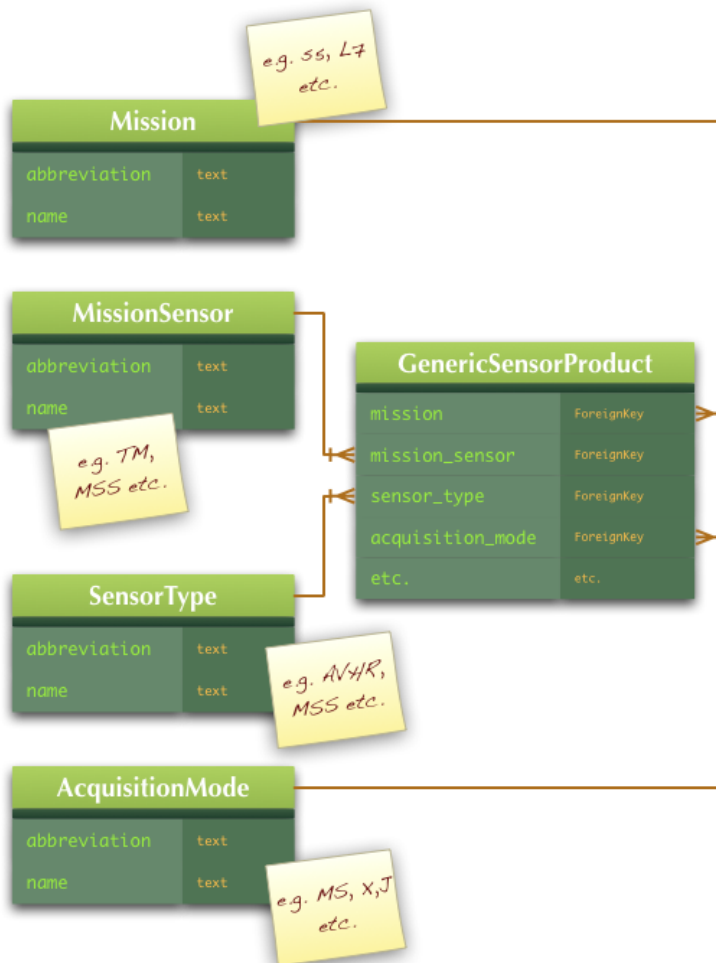 e.g. S5, L7
etc.
Mission
abbreviation text
name text
MissionSensor
abbreviation text
name text
e.g. TM,
MSS etc.
GenericSensorProduct
mission ForeignKey
mission_sensor ForeignKey
sensor_type ForeignKey
acquisition_mode ForeignKey
etc. etc.
SensorType
abbreviation text
name text
e.g. AVHR,
MSS etc.
AcquisitionMode
abbreviation text
name text
e.g. MS, X,J
etc.